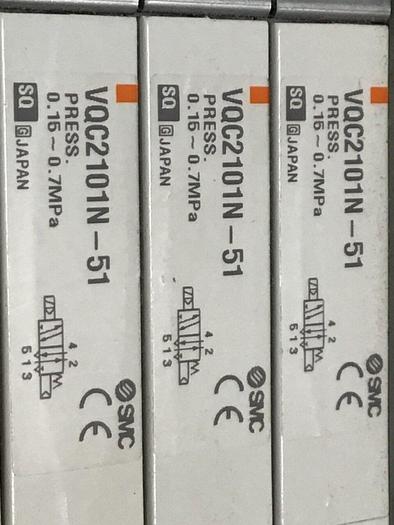 VQC2101N-51
PRESS.
0.15~0.7MPa
SQ G JAPAN
4 2
5 1 3
SMC
CE
VQC2101N-51
PRESS.
0.15~0.7MPa
SQ G JAPAN
4 2
5 1 3
SMC
CE
VQC2101N-51
PRESS.
0.15~0.7MPa
SQ G JAPAN
4 2
5 1 3
SMC
CE